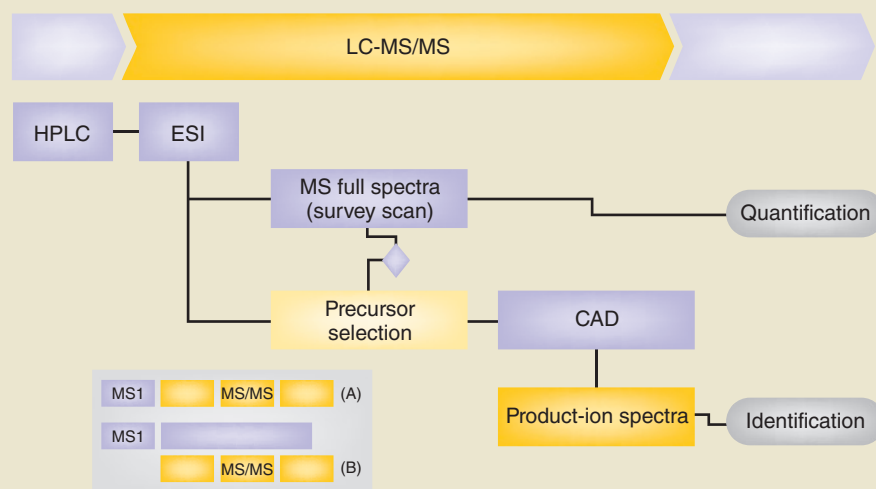 LC-MS/MS
HPLC
ESI
MS full spectra
(survey scan)
Quantification
Precursor
selection
CAD
Product-ion spectra
Identification
MS1
MS/MS
(A)
MS1
MS/MS
(B)